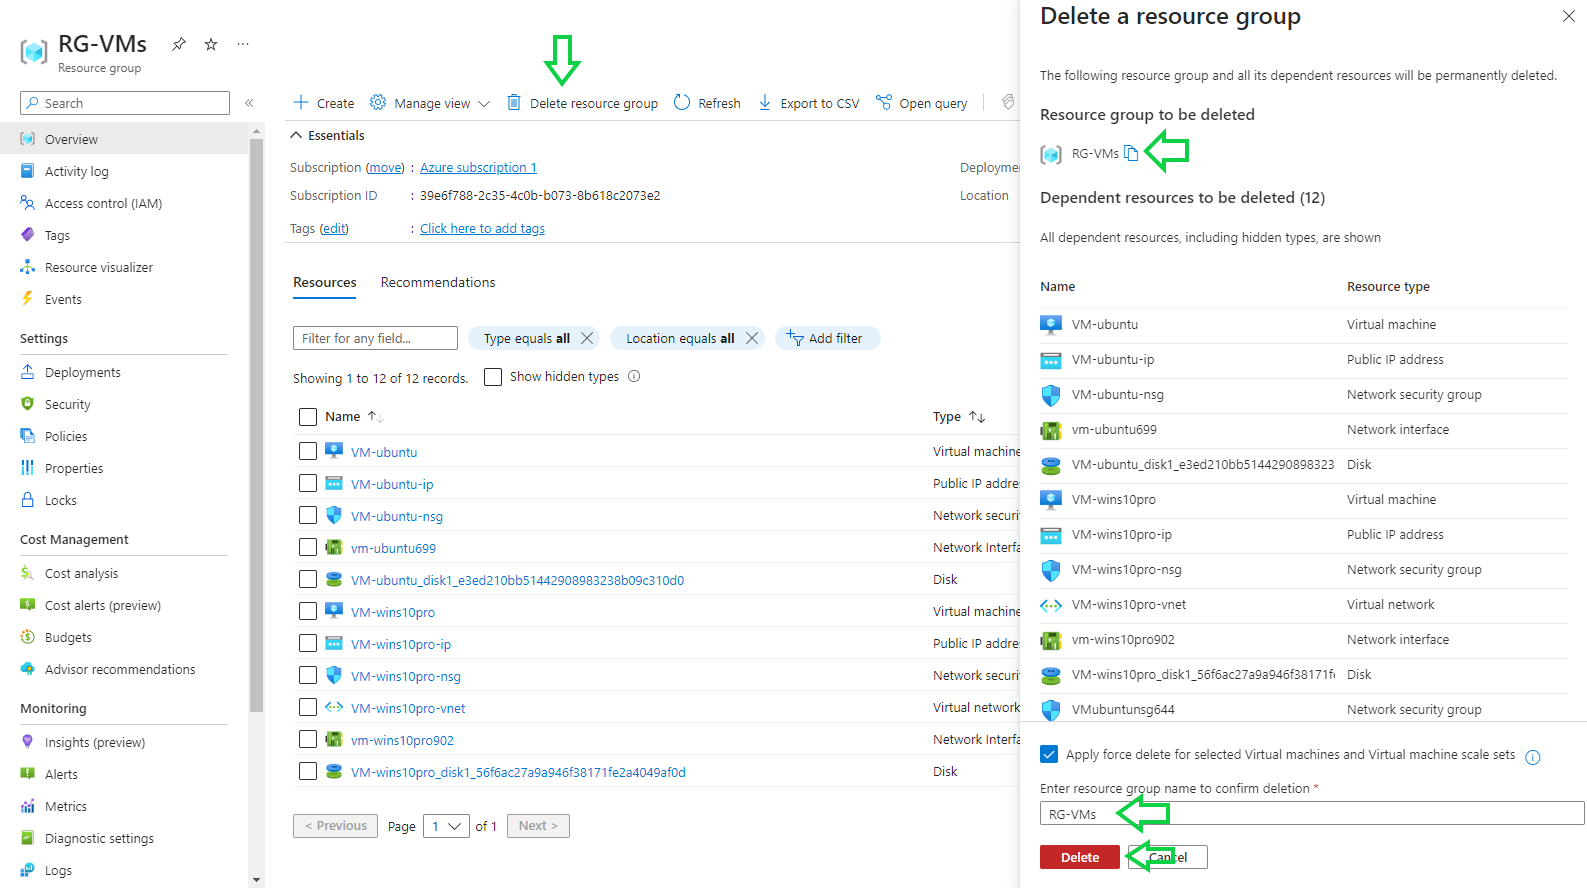 RG-VMs
Resource group
Search
Overview
Activity log
Access control (IAM)
Tags
Resource visualizer
Events
Settings
Deployments
Security
Policies
Properties
Locks
Cost Management
Cost analysis
Cost alerts (preview)
Budgets
Advisor recommendations
Monitoring
Insights (preview)
Alerts
Metrics
Diagnostic settings
Logs
Create Manage view Delete resource group Refresh Export to CSV Open query
Essentials
Subscription (move) : Azure subscription 1
Subscription ID : 39e6f788-2c35-4c0b-b073-8b618c2073e2
Tags (edit) : Click here to add tags
Deployme
Location
Resources Recommendations
Filter for any field... Type equals all Location equals all Add filter
Showing 1 to 12 of 12 records. Show hidden types
Name Type
VM-ubuntu Virtual machine
VM-ubuntu-ip Public IP addre
VM-ubuntu-nsg Network securi
vm-ubuntu699 Network Interfa
VM-ubuntu_disk1_e3ed210bb51442908983238b09c310d0 Disk
VM-wins10pro Virtual machine
VM-wins10pro-ip Public IP addre
VM-wins10pro-nsg Network securi
VM-wins10pro-vnet Virtual network
vm-wins10pro902 Network Interfa
VM-wins10pro_disk1_56f6ac27a9a946f38171fe2a4049af0d Disk
< Previous Page 1 of 1 Next >
Delete a resource group
The following resource group and all its dependent resources will be permanently deleted.
Resource group to be deleted
RG-VMs
Dependent resources to be deleted (12)
All dependent resources, including hidden types, are shown
Name Resource type
VM-ubuntu Virtual machine
VM-ubuntu-ip Public IP address
VM-ubuntu-nsg Network security group
vm-ubuntu699 Network interface
VM-ubuntu_disk1_e3ed210bb5144290898323 Disk
VM-wins10pro Virtual machine
VM-wins10pro-ip Public IP address
VM-wins10pro-nsg Network security group
VM-wins10pro-vnet Virtual network
vm-wins10pro902 Network interface
VM-wins10pro_disk1_56f6ac27a9a946f38171fe Disk
VMubuntunsg644 Network security group
Apply force delete for selected Virtual machines and Virtual machine scale sets
Enter resource group name to confirm deletion *
RG-VMs
Delete Cancel